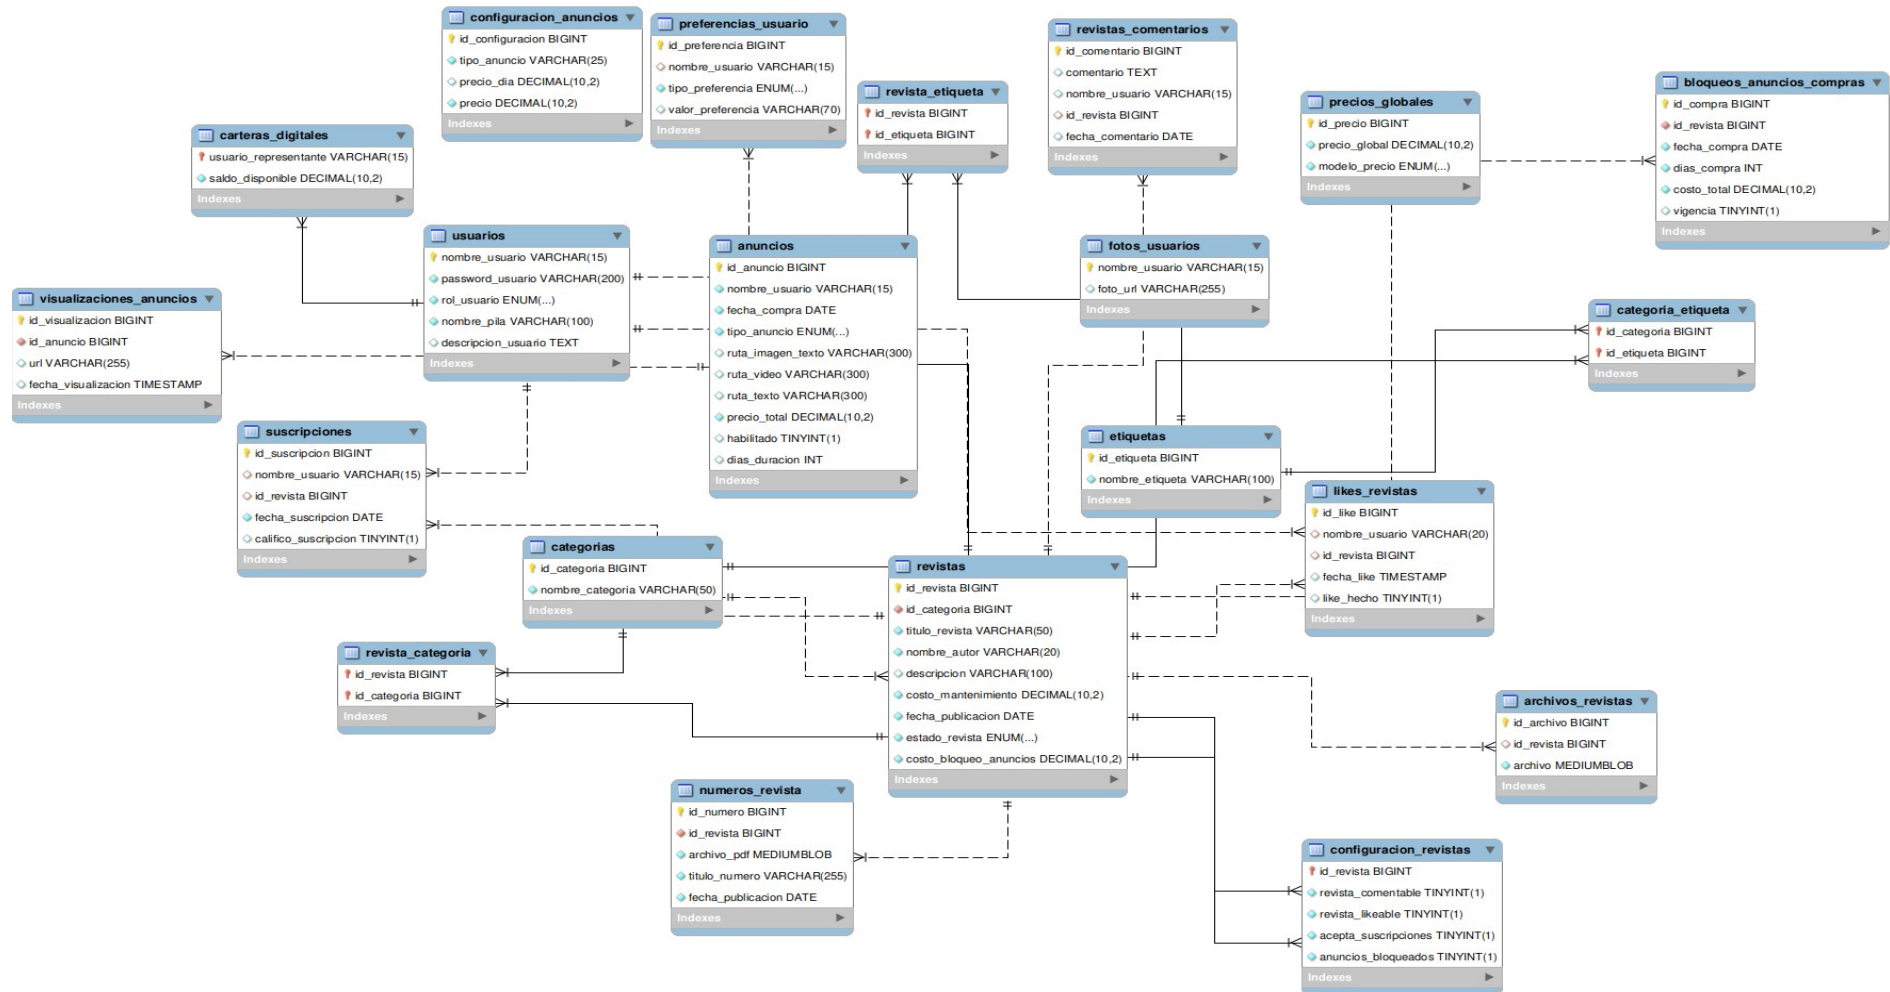 configuracion_anuncios
id_configuracion BIGINT
tipo_anuncio VARCHAR(25)
precio_dia DECIMAL(10,2)
precio DECIMAL(10,2)
Indexes
preferencias_usuario
id_preferencia BIGINT
nombre_usuario VARCHAR(15)
tipo_preferencia ENUM(...)
valor_preferencia VARCHAR(70)
Indexes
revistas_comentarios
id_comentario BIGINT
comentario TEXT
nombre_usuario VARCHAR(15)
id_revista BIGINT
fecha_comentario DATE
Indexes
revista_etiqueta
id_revista BIGINT
id_etiqueta BIGINT
Indexes
precios_globales
id_precio BIGINT
precio_global DECIMAL(10,2)
modelo_precio ENUM(...)
Indexes
bloqueos_anuncios_compras
id_compra BIGINT
id_revista BIGINT
fecha_compra DATE
dias_compra INT
costo_total DECIMAL(10,2)
vigencia TINYINT(1)
Indexes
carteras_digitales
usuario_representante VARCHAR(15)
saldo_disponible DECIMAL(10,2)
Indexes
usuarios
nombre_usuario VARCHAR(15)
password_usuario VARCHAR(200)
rol_usuario ENUM(...)
nombre_pila VARCHAR(100)
descripcion_usuario TEXT
Indexes
anuncios
id_anuncio BIGINT
nombre_usuario VARCHAR(15)
fecha_compra DATE
tipo_anuncio ENUM(...)
ruta_imagen_texto VARCHAR(300)
ruta_video VARCHAR(300)
ruta_texto VARCHAR(300)
precio_total DECIMAL(10,2)
habilitado TINYINT(1)
dias_duracion INT
Indexes
fotos_usuarios
nombre_usuario VARCHAR(15)
foto_url VARCHAR(255)
Indexes
visualizaciones_anuncios
id_visualizacion BIGINT
id_anuncio BIGINT
url VARCHAR(255)
fecha_visualizacion TIMESTAMP
Indexes
categoria_etiqueta
id_categoria BIGINT
id_etiqueta BIGINT
Indexes
suscripciones
id_suscripcion BIGINT
nombre_usuario VARCHAR(15)
id_revista BIGINT
fecha_suscripcion DATE
califico_suscripcion TINYINT(1)
Indexes
etiquetas
id_etiqueta BIGINT
nombre_etiqueta VARCHAR(100)
Indexes
likes_revistas
id_like BIGINT
nombre_usuario VARCHAR(20)
id_revista BIGINT
fecha_like TIMESTAMP
like_hecho TINYINT(1)
Indexes
categorias
id_categoria BIGINT
nombre_categoria VARCHAR(50)
Indexes
revistas
id_revista BIGINT
id_categoria BIGINT
titulo_revista VARCHAR(50)
nombre_autor VARCHAR(20)
descripcion VARCHAR(100)
costo_mantenimiento DECIMAL(10,2)
fecha_publicacion DATE
estado_revista ENUM(...)
costo_bloqueo_anuncios DECIMAL(10,2)
Indexes
revista_categoria
id_revista BIGINT
id_categoria BIGINT
Indexes
archivos_revistas
id_archivo BIGINT
id_revista BIGINT
archivo MEDIUMBLOB
Indexes
numeros_revista
id_numero BIGINT
id_revista BIGINT
archivo_pdf MEDIUMBLOB
titulo_numero VARCHAR(255)
fecha_publicacion DATE
Indexes
configuracion_revistas
id_revista BIGINT
revista_comentable TINYINT(1)
revista_likeable TINYINT(1)
acepta_suscripciones TINYINT(1)
anuncios_bloqueados TINYINT(1)
Indexes